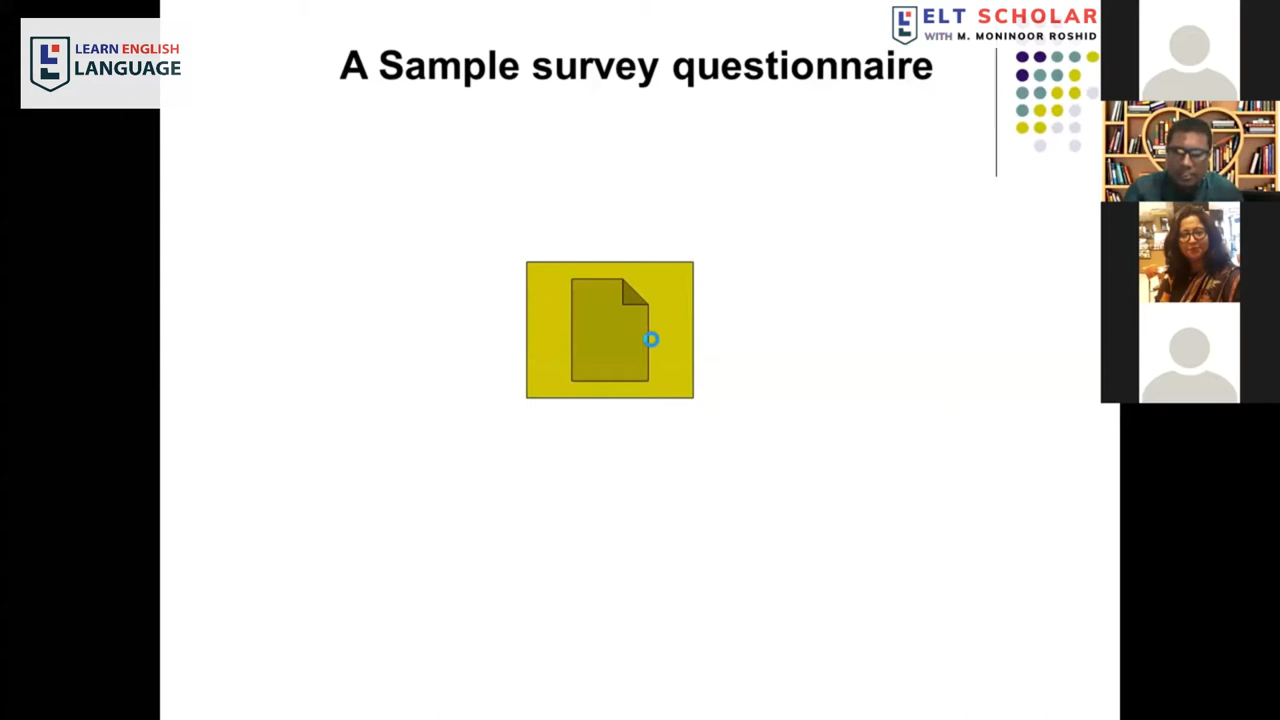 LEARN ENGLISH
LANGUAGE
ELT SCHOLAR
WITH M. MONINOOR ROSHID
A Sample survey questionnaire